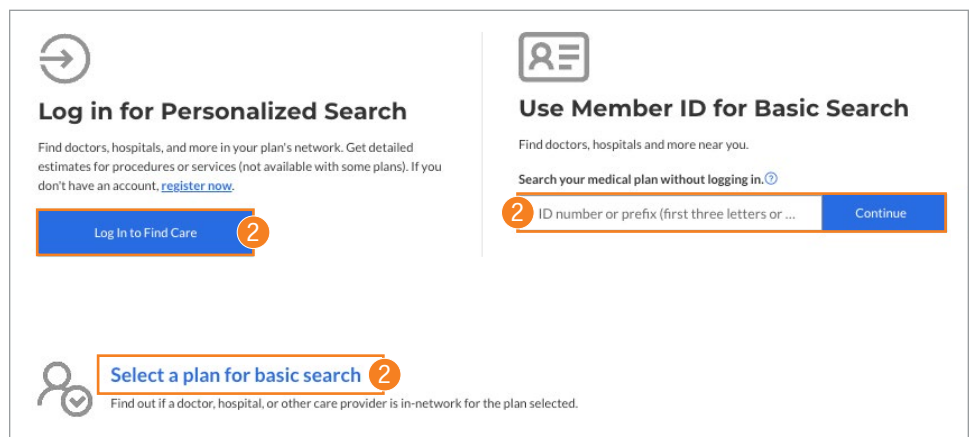 Log in for Personalized Search
Find doctors, hospitals, and more in your plan's network. Get detailed
estimates for procedures or services (not available with some plans). If you
don't have an account, register now.
Log In to Find Care
2
Use Member ID for Basic Search
Find doctors, hospitals and more near you.
Search your medical plan without logging in.?
2
ID number or prefix (first three letters or ...
Continue
Select a plan for basic search
2
Find out if a doctor, hospital, or other care provider is in-network for the plan selected.